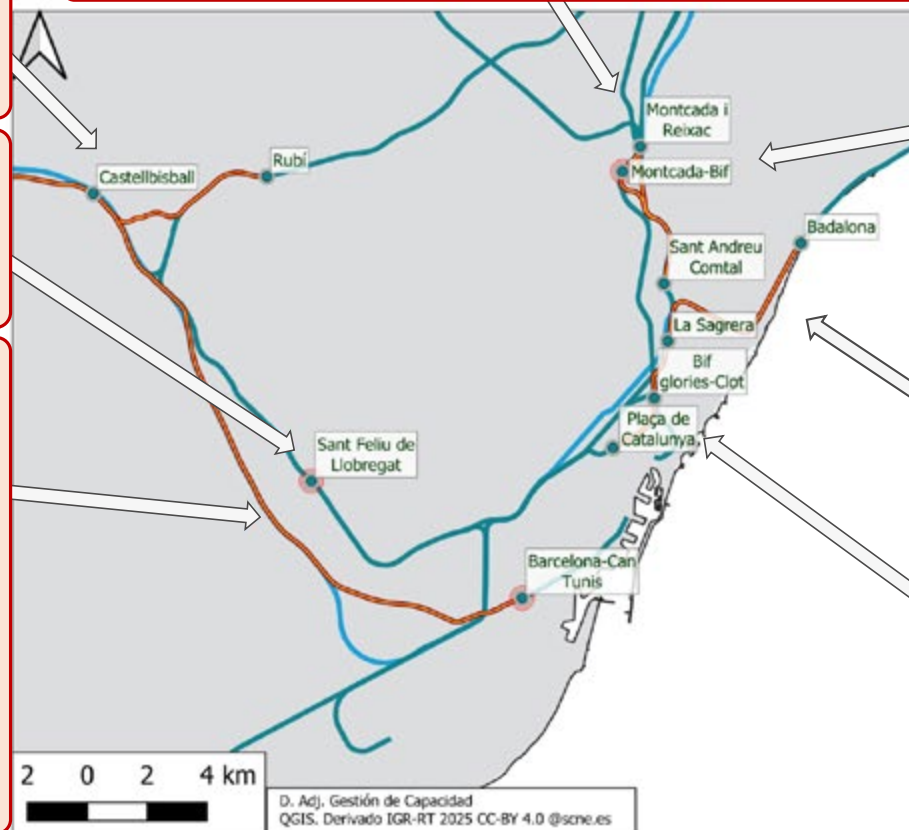 Montcada i
Reixac
Rubí
Castellbisball
Montcada-Bif
Badalona
Sant Andreu
Comtal
La Sagrera
Bif
glories-Clot
Plaça de
Catalunya
Sant Feliu de
Llobregat
Barcelona-Can
Tunis
2 0 2 4 km
D. Adj. Gestión de Capacidad
QGIS. Derivado IGR-RT 2025 CC-BY 4.0 @scne.es